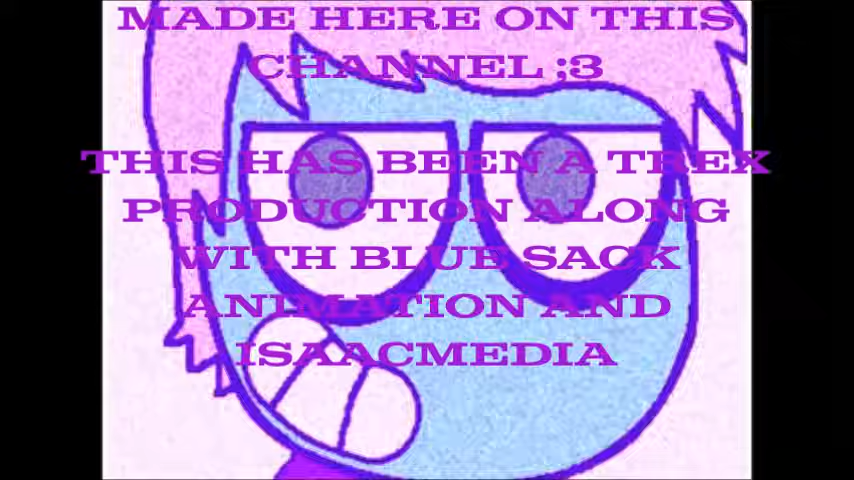 MADE HERE ON THIS
CHANNEL ;3
THIS HAS BEEN A TREX
PRODUCTION ALONG
WITH BLUE SACK
ANIMATION AND
ISAACMEDIA